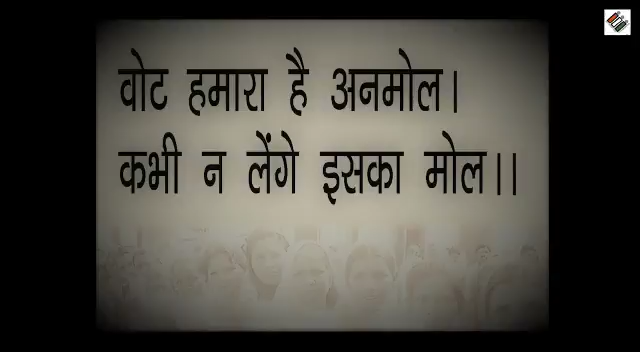 वोट हमारा है अनमोल।
कभी न लेंगे इसका मोल।।